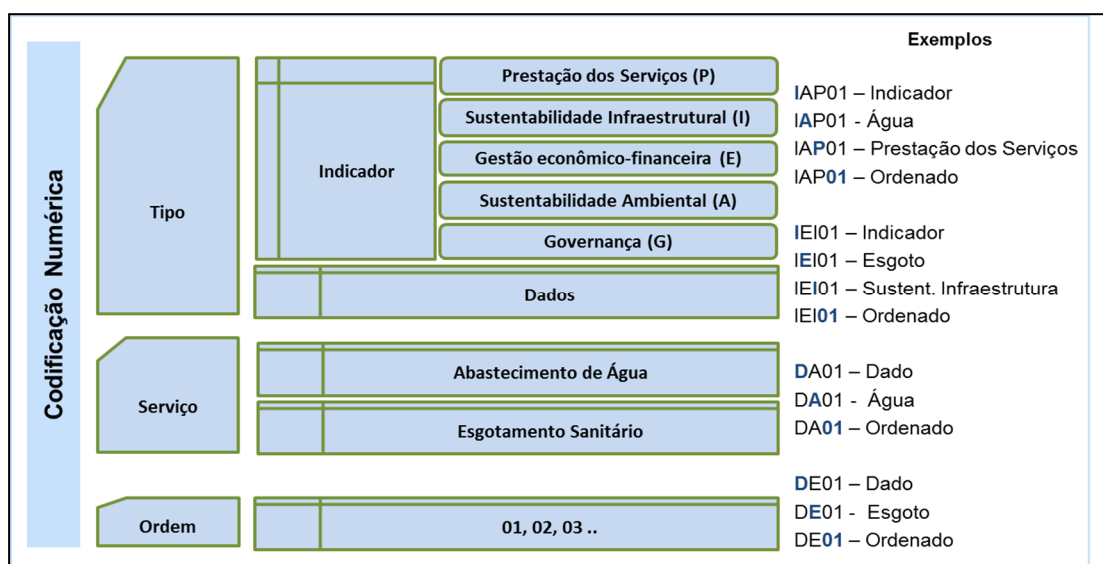 Codificação Numérica
Tipo
Indicador
Prestação dos Serviços (P)
Sustentabilidade Infraestrutural (I)
Gestão econômico-financeira (E)
Sustentabilidade Ambiental (A)
Governança (G)
Dados
Serviço
Abastecimento de Água
Esgotamento Sanitário
Ordem
01, 02, 03 ..
Exemplos
IAP01 – Indicador
IAP01 - Água
IAP01 – Prestação dos Serviços
IAP01 – Ordenado
IEI01 – Indicador
IEI01 – Esgoto
IEI01 – Sustent. Infraestrutura
IEI01 – Ordenado
DA01 – Dado
DA01 - Água
DA01 – Ordenado
DE01 – Dado
DE01 - Esgoto
DE01 – Ordenado